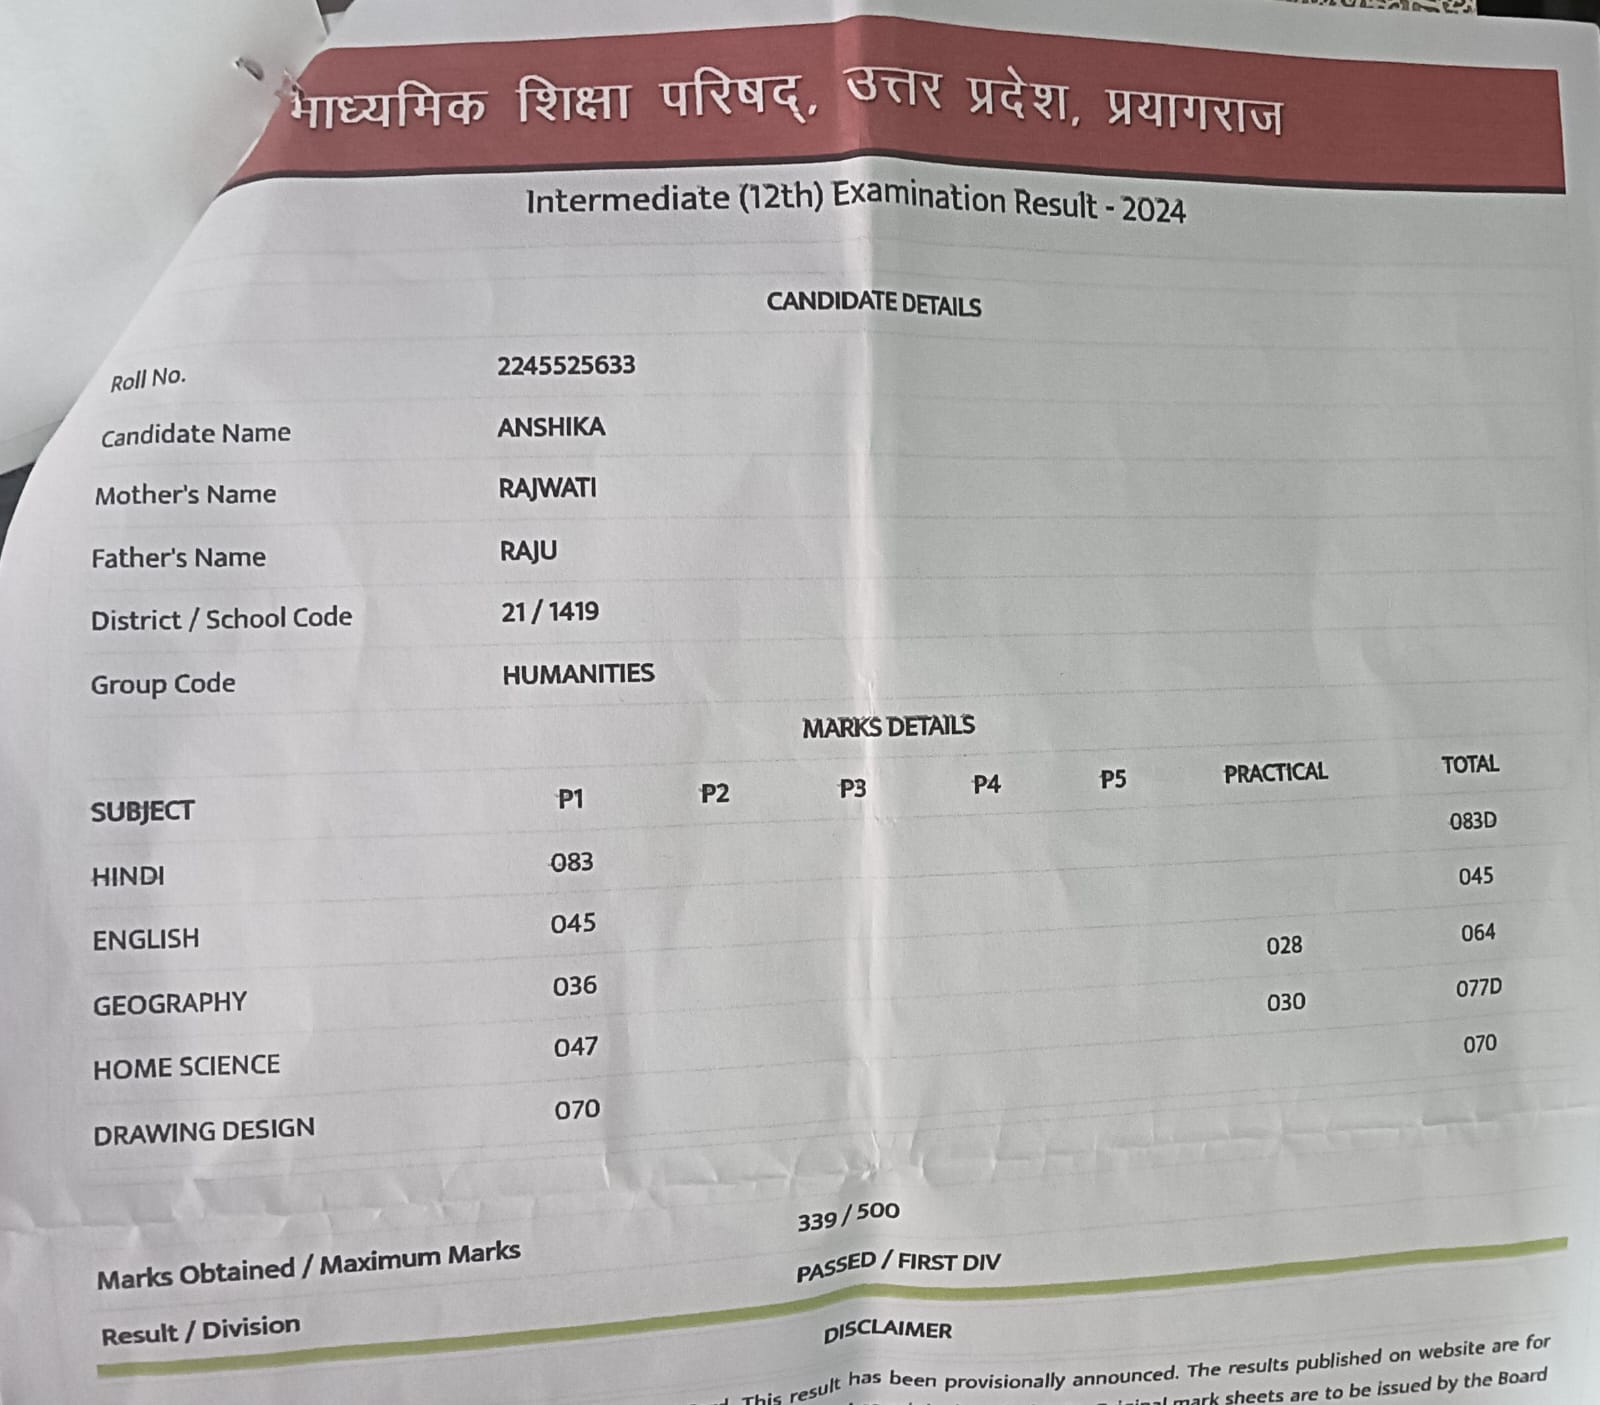 माध्यमिक शिक्षा परिषद्, उत्तर प्रदेश, प्रयागराज
Intermediate (12th) Examination Result - 2024
CANDIDATE DETAILS
Roll No. 2245525633
Candidate Name ANSHIKA
Mother's Name RAJWATI
Father's Name RAJU
District / School Code 21 / 1419
Group Code HUMANITIES
MARKS DETAILS
SUBJECT P1 P2 P3 P4 P5 PRACTICAL TOTAL
HINDI 083 083D
ENGLISH 045 045
GEOGRAPHY 036 028 064
HOME SCIENCE 047 030 077D
DRAWING DESIGN 070 070
Marks Obtained / Maximum Marks 339 / 500
Result / Division PASSED / FIRST DIV
DISCLAIMER
This result has been provisionally announced. The results published on website are for
mark sheets are to be issued by the Board